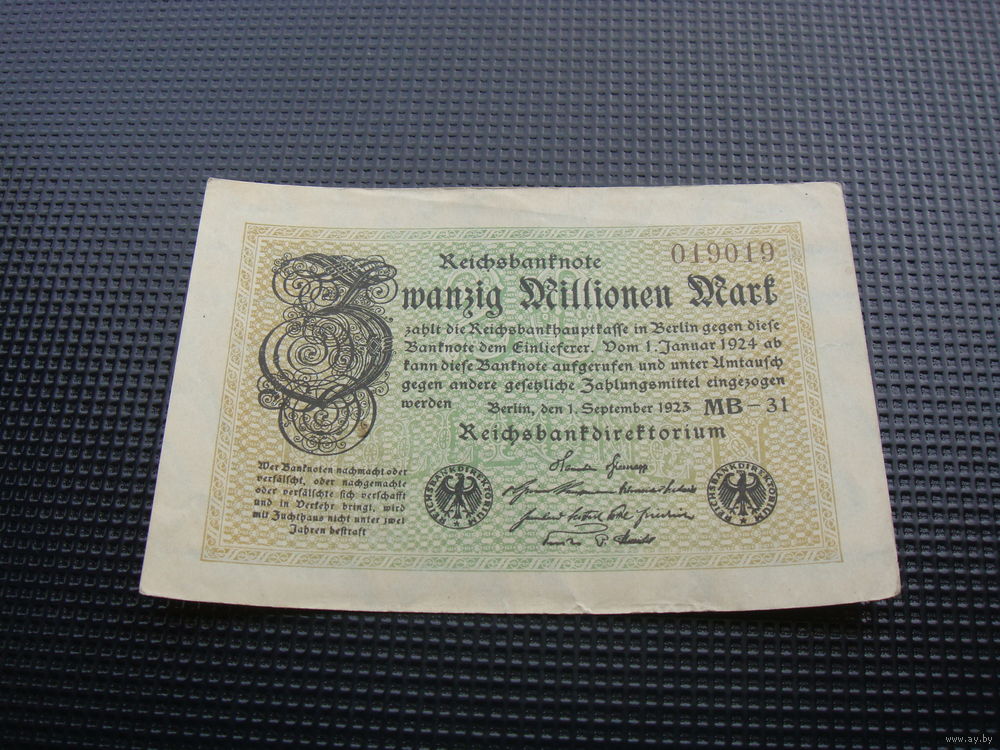 019019
Reichsbanknote
Zwanzig Millionen Mark
zahlt die Reichsbankhauptkasse in Berlin gegen diese
Banknote dem Einlieferer. Vom 1. Januar 1924 ab
kann diese Banknote aufgerufen und unter Umtausch
gegen andere gesetzliche Zahlungsmittel eingezogen
werden Berlin, den 1. September 1923 MB - 31
Reichsbankdirektorium
Wer Banknoten nachmacht oder
verfälscht, oder nachgemachte
oder verfälschte sich verschafft
und in Verkehr bringt, wird
mit Zuchthaus nicht unter zwei
Jahren bestraft
REICHSBANKDIREKTORIUM
REICHSBANKDIREKTORIUM
www.ay.by